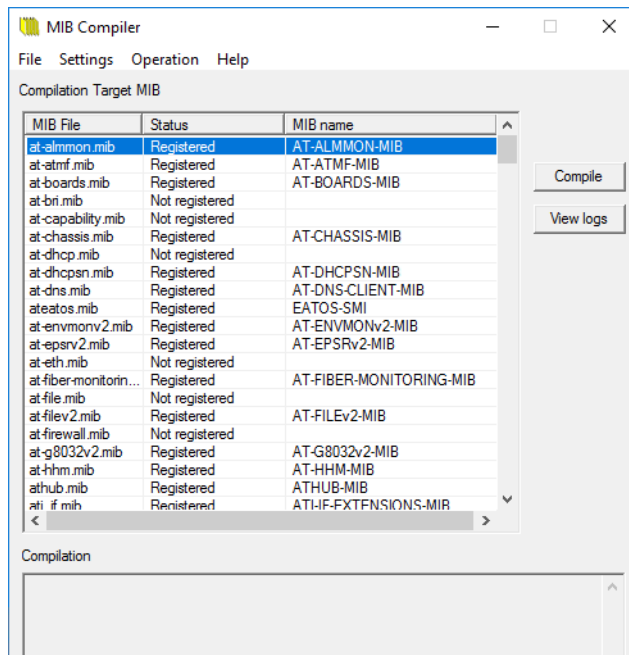 MIB Compiler
File Settings Operation Help
Compilation Target MIB
MIB File Status MIB name
at-almmon.mib Registered AT-ALMMON-MIB
at-atmf.mib Registered AT-ATMF-MIB
at-boards.mib Registered AT-BOARDS-MIB
at-bri.mib Not registered
at-capability.mib Not registered
at-chassis.mib Registered AT-CHASSIS-MIB
at-dhcp.mib Not registered
at-dhcpsn.mib Registered AT-DHCPSN-MIB
at-dns.mib Registered AT-DNS-CLIENT-MIB
ateatos.mib Registered EATOS-SMI
at-envmonv2.mib Registered AT-ENVMONv2-MIB
at-epsrv2.mib Registered AT-EPSRv2-MIB
at-eth.mib Not registered
at-fiber-monitorin... Registered AT-FIBER-MONITORING-MIB
at-file.mib Not registered
at-filev2.mib Registered AT-FILEv2-MIB
at-firewall.mib Not registered
at-g8032v2.mib Registered AT-G8032v2-MIB
at-hhm.mib Registered AT-HHM-MIB
athub.mib Registered ATHUB-MIB
ati_if.mib Registered ATI-IF-EXTENSIONS-MIB
Compile
View logs
Compilation